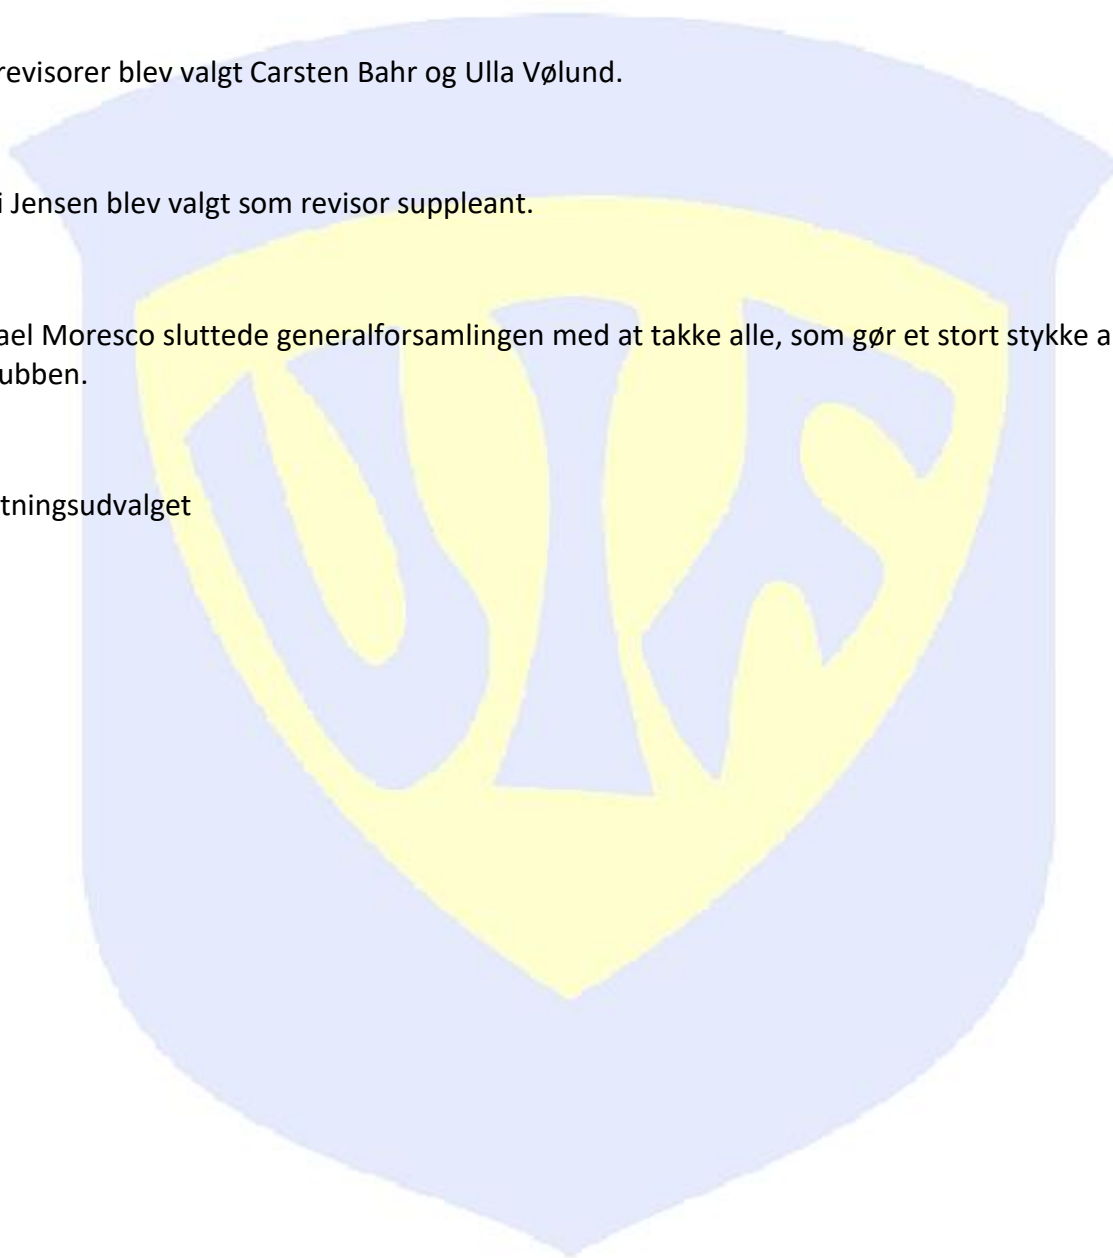 revisorer blev valgt Carsten Bahr og Ulla Vølund.
i Jensen blev valgt som revisor suppleant.
ael Moresco sluttede generalforsamlingen med at takke alle, som gør et stort stykke a
ubben.
tningsudvalget
UIF